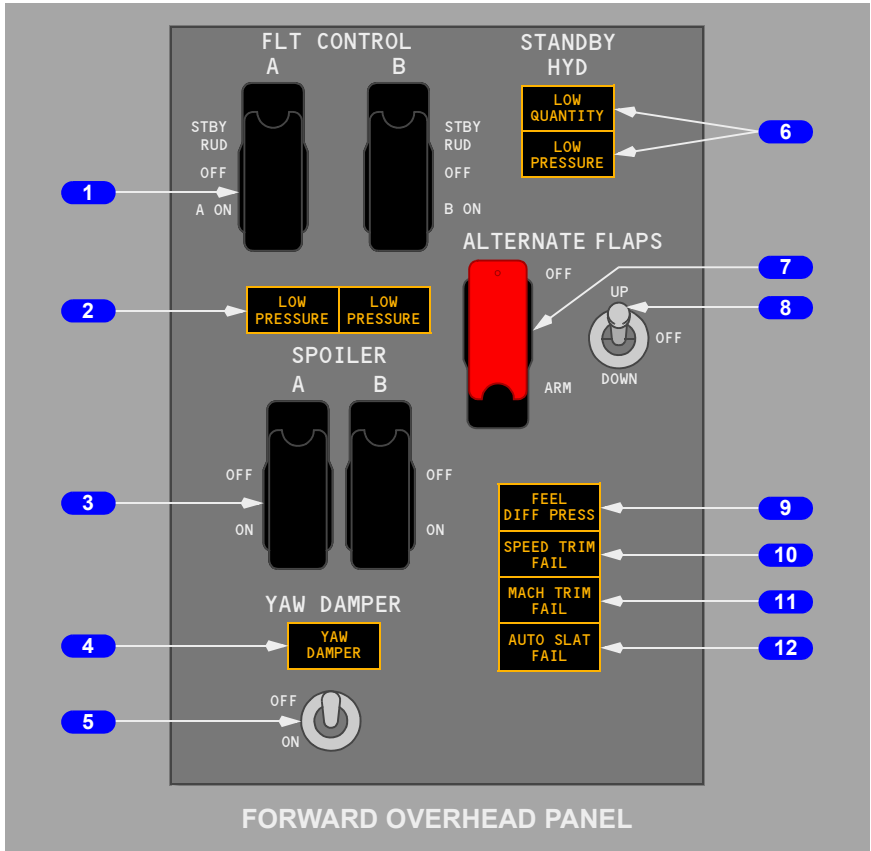 FLT CONTROL
A
B
STANDBY
HYD
LOW
QUANTITY
LOW
PRESSURE
6
STBY
RUD
OFF
A ON
STBY
RUD
OFF
B ON
1
ALTERNATE FLAPS
OFF
ARM
7
UP
OFF
DOWN
8
2
LOW
PRESSURE
LOW
PRESSURE
SPOILER
A
B
OFF
ON
OFF
ON
3
FEEL
DIFF PRESS
9
SPEED TRIM
FAIL
10
MACH TRIM
FAIL
11
AUTO SLAT
FAIL
12
YAW DAMPER
YAW
DAMPER
4
OFF
ON
5
FORWARD OVERHEAD PANEL